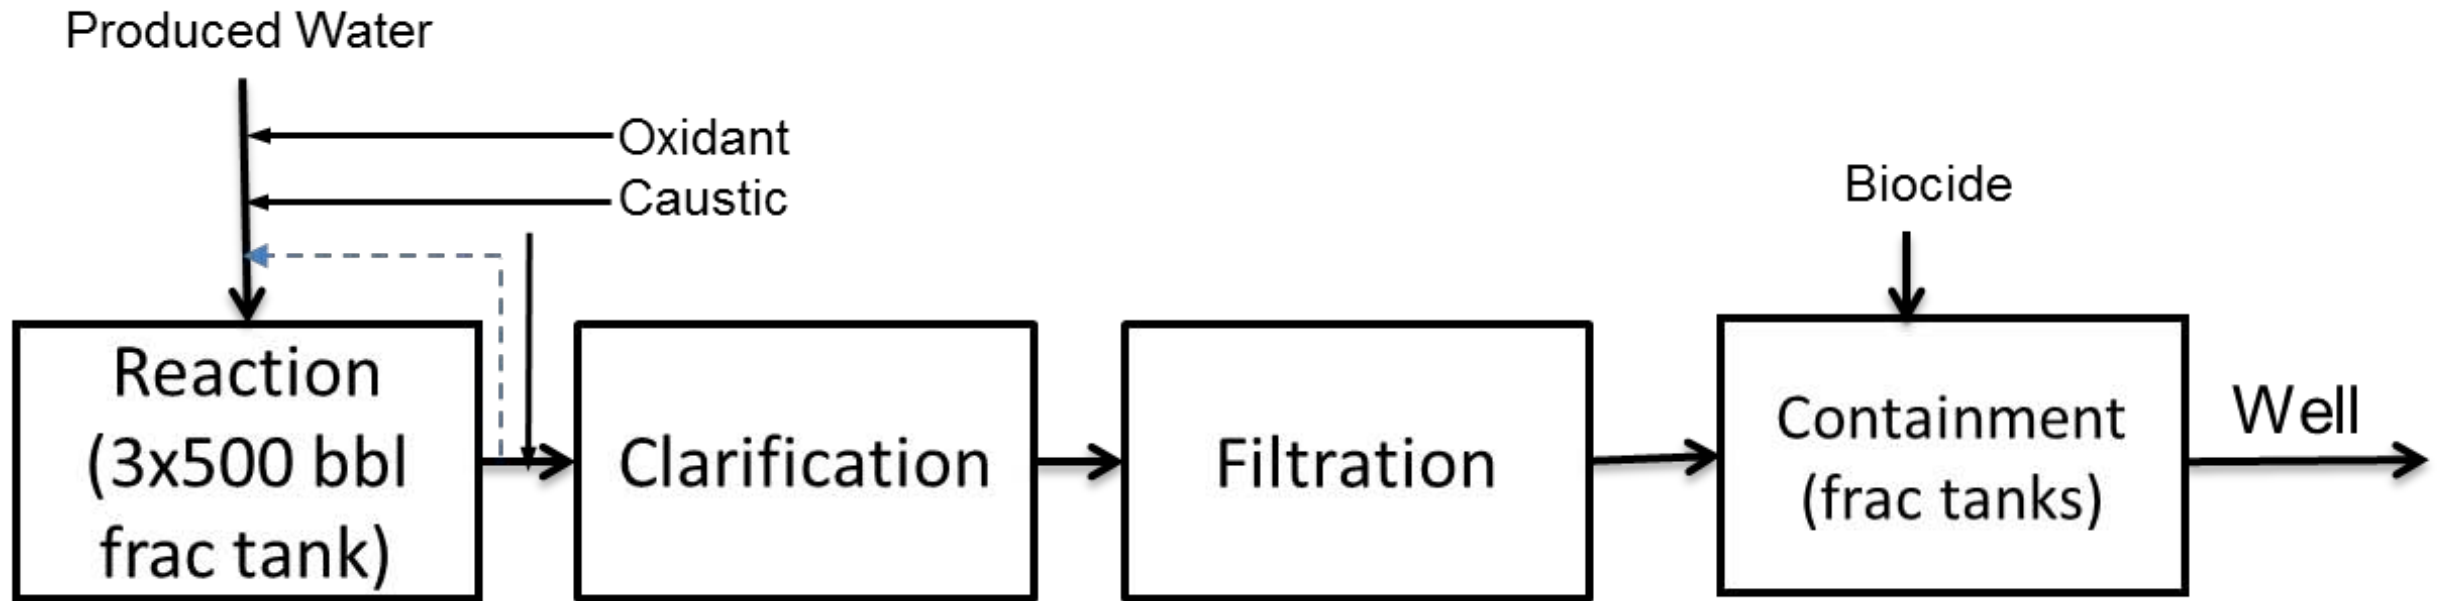 Produced Water
Oxidant
Caustic
Biocide
Reaction
(3x500 bbl
frac tank)
Clarification
Filtration
Containment
(frac tanks)
Well